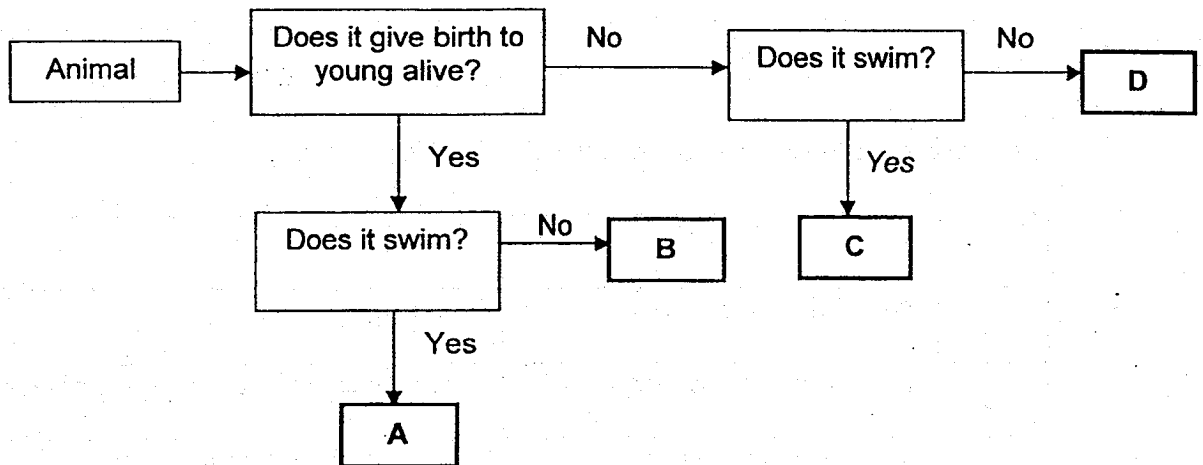 Animal
Does it give birth to
young alive?
No
Does it swim?
No
D
Yes
Yes
Does it swim?
No
B
C
Yes
A